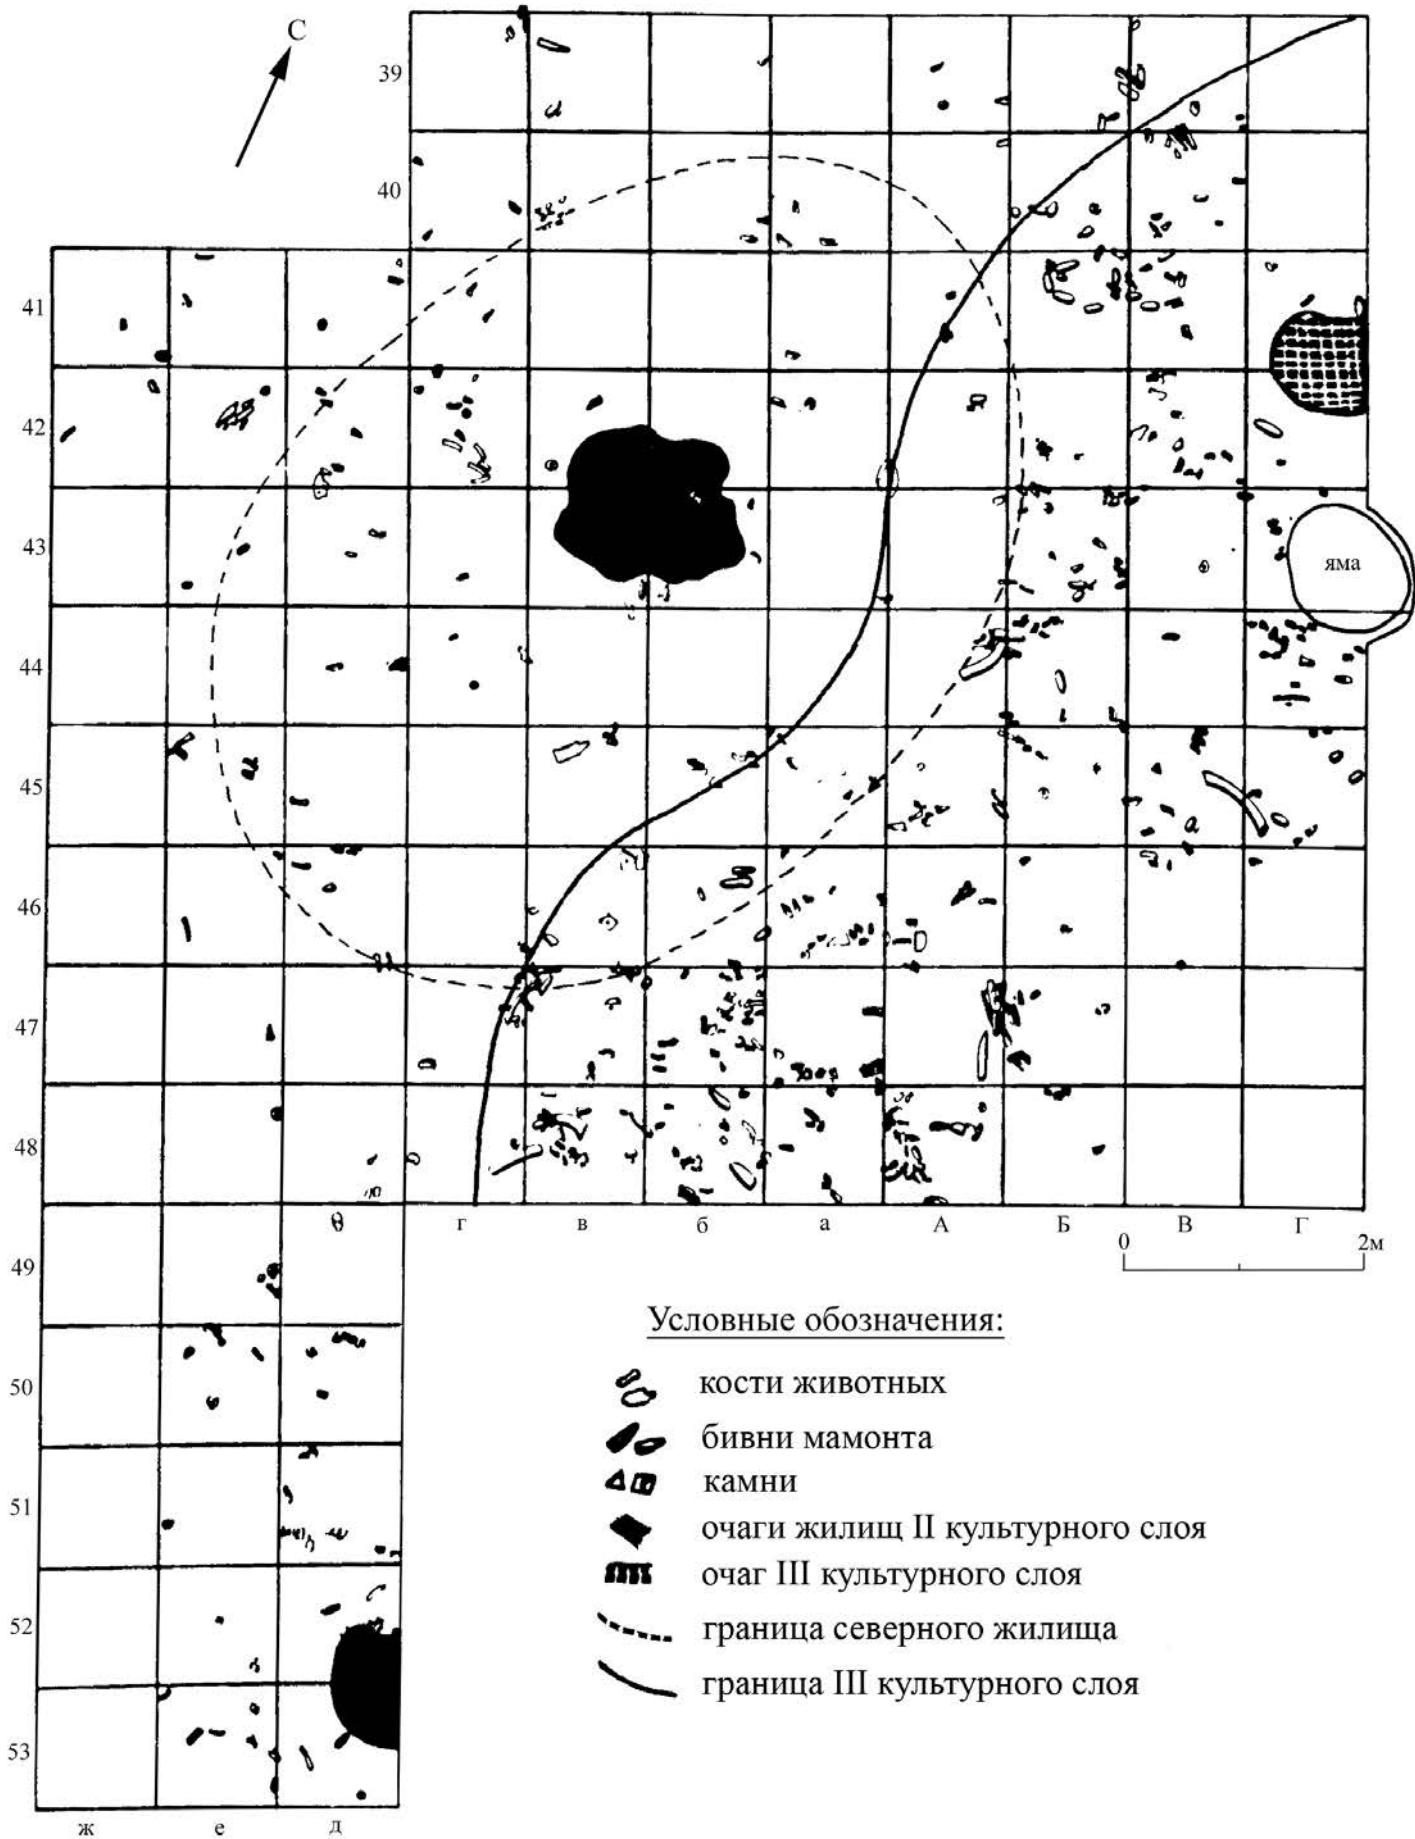 С
39
40
41
42
43
яма
44
45
46
47
48
г в б а А Б В Г
0 2м
49
50
51
52
53
ж е д
Условные обозначения:
кости животных
бивни мамонта
камни
очаги жилищ II культурного слоя
очаг III культурного слоя
граница северного жилища
граница III культурного слоя